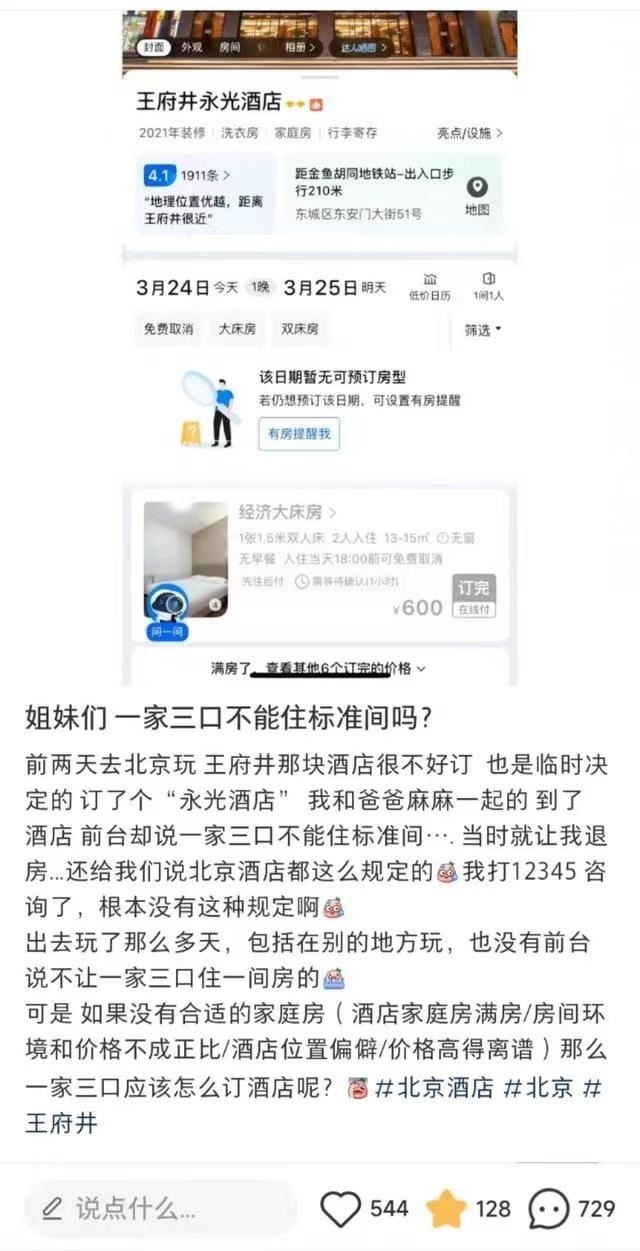 封面 外观 房间 相册 > 达人晒图 >
王府井永光酒店
2021年装修 | 洗衣房 | 家庭房 | 行李寄存 亮点/设施 >
4.1 1911条 >
“地理位置优越，距离
王府井很近”
距金鱼胡同地铁站-出入口步
行210米
东城区东安门大街51号
地图
3月24日今天 1晚 3月25日明天
低价日历
1间1人
免费取消 大床房 双床房 筛选
该日期暂无可预订房型
若仍想预订该日期，可设置有房提醒
有房提醒我
经济大床房 >
1张1.5米双人床 2人入住 13-15㎡ 无窗
无早餐 入住当天18:00前可免费取消
先住后付 需等待确认(1小时)
¥600
订完
在线付
4
问一问
满房了，查看其他6个订完的价格
姐妹们 一家三口不能住标准间吗?
前两天去北京玩 王府井那块酒店很不好订 也是临时决
定的 订了个“永光酒店” 我和爸爸麻麻一起的 到了
酒店 前台却说一家三口不能住标准间···. 当时就让我退
房...还给我们说北京酒店都这么规定的 我打12345 咨
询了，根本没有这种规定啊
出去玩了那么多天，包括在别的地方玩，也没有前台
说不让一家三口住一间房的
可是 如果没有合适的家庭房（酒店家庭房满房/房间环
境和价格不成正比/酒店位置偏僻/价格高得离谱）那么
一家三口应该怎么订酒店呢? #北京酒店 #北京 #
王府井
说点什么... 544 128 729